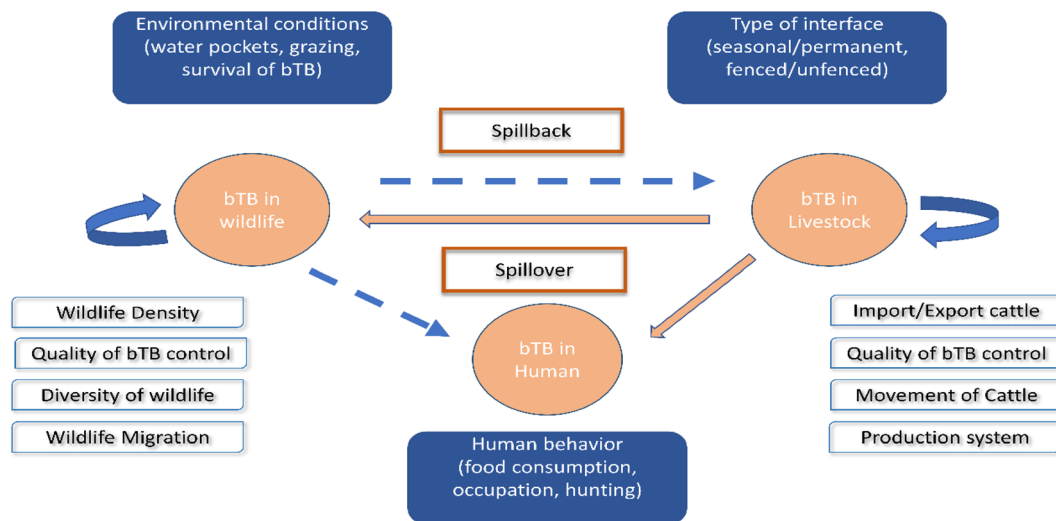 Environmental conditions
(water pockets, grazing,
survival of bTB)
Type of interface
(seasonal/permanent,
fenced/unfenced)
Spillback
bTB in
wildlife
bTB in
Livestock
Spillover
bTB in
Human
Wildlife Density
Quality of bTB control
Diversity of wildlife
Wildlife Migration
Import/Export cattle
Quality of bTB control
Movement of Cattle
Production system
Human behavior
(food consumption,
occupation, hunting)